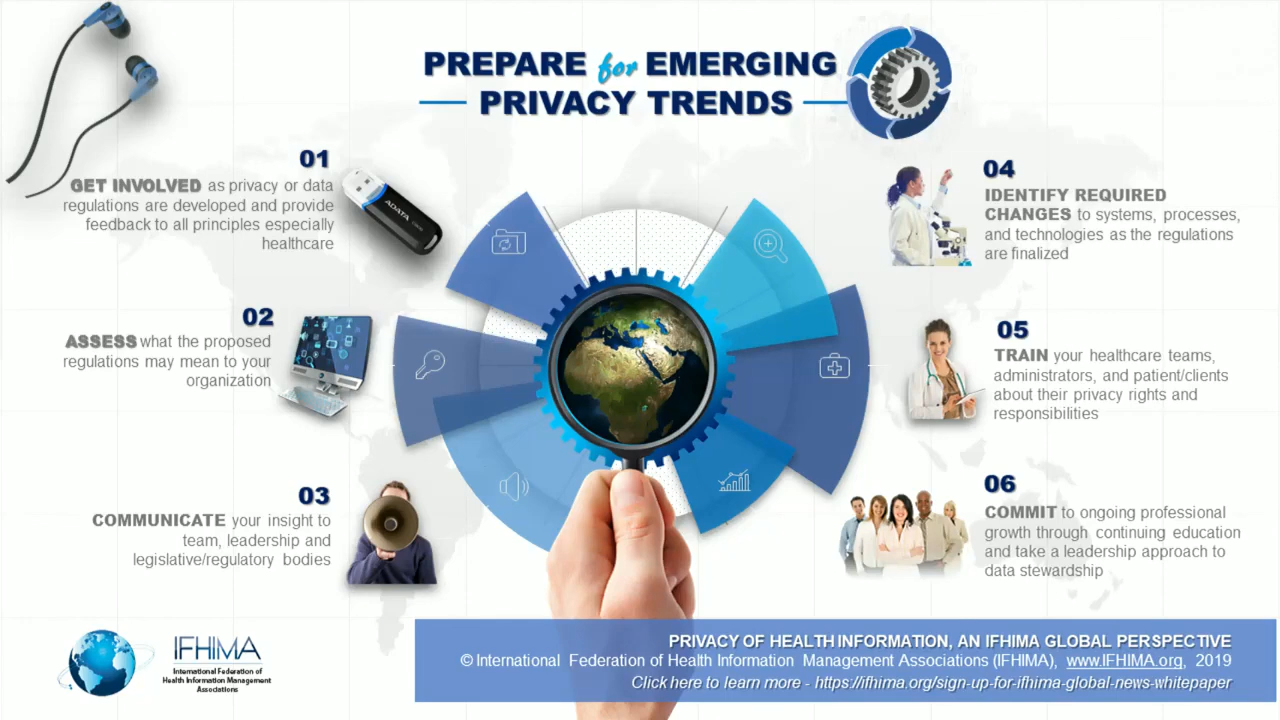 PREPARE for EMERGING
PRIVACY TRENDS
01
GET INVOLVED as privacy or data
regulations are developed and provide
feedback to all principles especially
healthcare
ADATA
02
ASSESS what the proposed
regulations may mean to your
organization
03
COMMUNICATE your insight to
team, leadership and
legislative/regulatory bodies
04
IDENTIFY REQUIRED
CHANGES to systems, processes,
and technologies as the regulations
are finalized
05
TRAIN your healthcare teams,
administrators, and patient/clients
about their privacy rights and
responsibilities
06
COMMIT to ongoing professional
growth through continuing education
and take a leadership approach to
data stewardship
IFHIMA
International Federation of
Health Information Management
Associations
PRIVACY OF HEALTH INFORMATION, AN IFHIMA GLOBAL PERSPECTIVE
© International Federation of Health Information Management Associations (IFHIMA), www.IFHIMA.org, 2019
Click here to learn more - https://ifhima.org/sign-up-for-ifhima-global-news-whitepaper